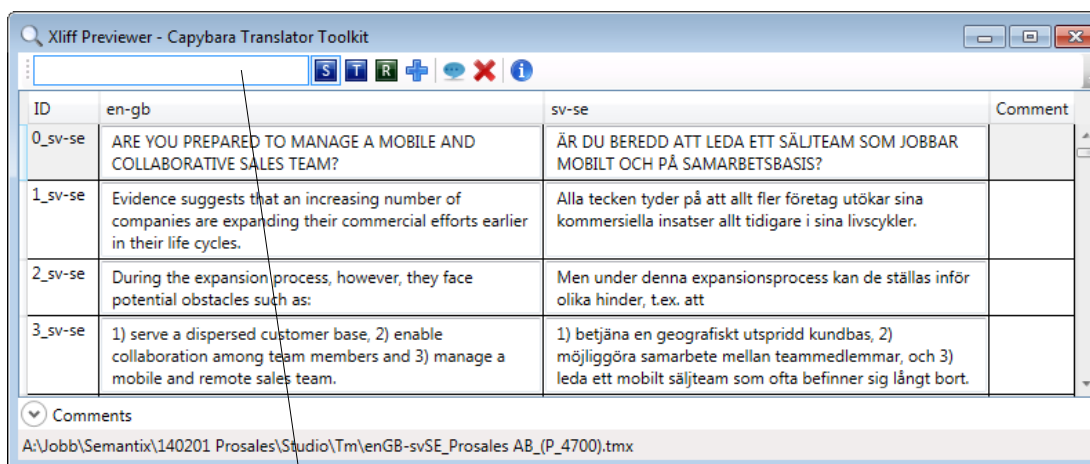 Xliff Previewer - Capybara Translator Toolkit
S T R
ID en-gb sv-se Comment
0_sv-se ARE YOU PREPARED TO MANAGE A MOBILE AND ÄR DU BEREDD ATT LEDA ETT SÄLJTEAM SOM JOBBAR
COLLABORATIVE SALES TEAM? MOBILT OCH PÅ SAMARBETSBASIS?
1_sv-se Evidence suggests that an increasing number of Alla tecken tyder på att allt fler företag utökar sina
companies are expanding their commercial efforts earlier kommersiella insatser allt tidigare i sina livscykler.
in their life cycles.
2_sv-se During the expansion process, however, they face Men under denna expansionsprocess kan de ställas inför
potential obstacles such as: olika hinder, t.ex. att
3_sv-se 1) serve a dispersed customer base, 2) enable 1) betjäna en geografiskt utspridd kundbas, 2)
collaboration among team members and 3) manage a möjliggöra samarbete mellan teammedlemmar, och 3)
mobile and remote sales team. leda ett mobilt säljteam som ofta befinner sig långt bort.
Comments
A:\Jobb\Semantix\140201 Prosales\Studio\Tm\enGB-svSE_Prosales AB_(P_4700).tmx